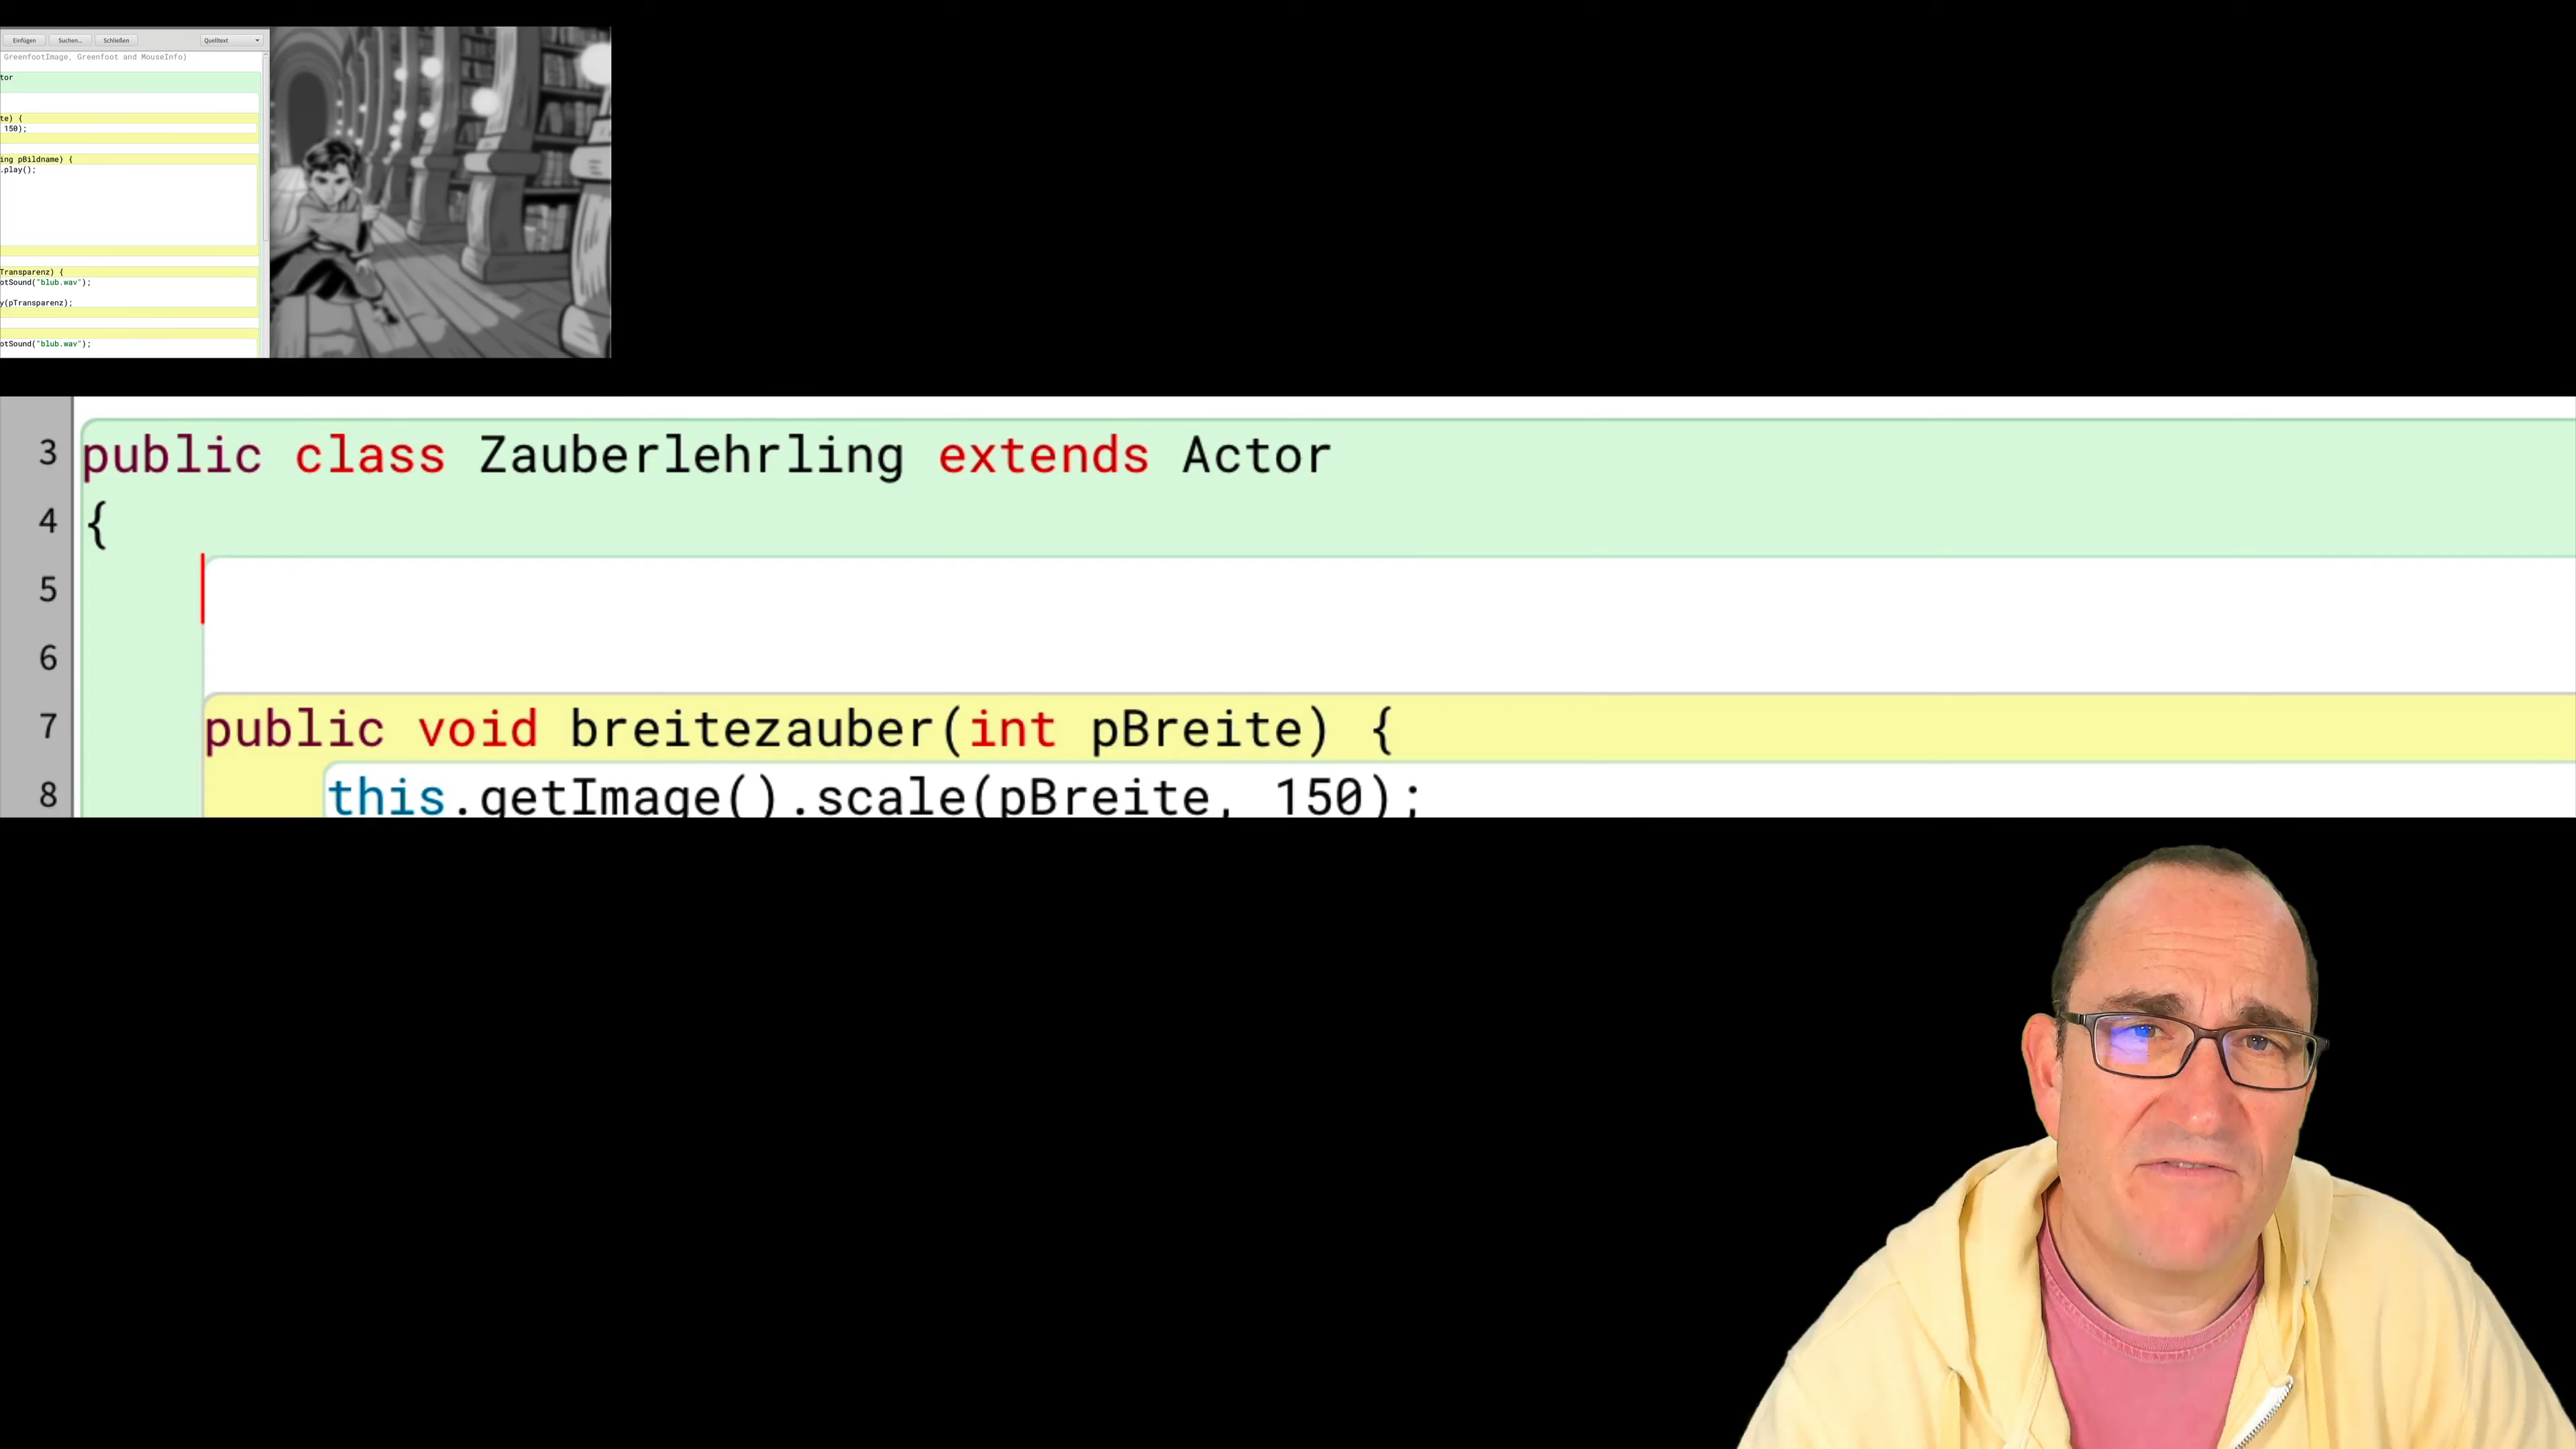 Einfügen Suchen... Schließen Quelltext
GreenfootImage, Greenfoot and MouseInfo)
tor
te) {
150);
ing pBildname) {
.play();
Transparenz) {
otSound("blub.wav");
y(pTransparenz);
otSound("blub.wav");
3 public class Zauberlehrling extends Actor
4 {
5
6
7 public void breitezauber(int pBreite) {
8 this.getImage().scale(pBreite, 150);